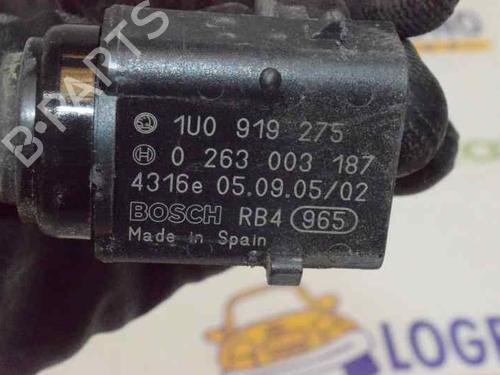 B-PARTS
1U0 919 275
0 263 003 187
4316e 05.09.05/02
BOSCH RB4 965
Made in Spain